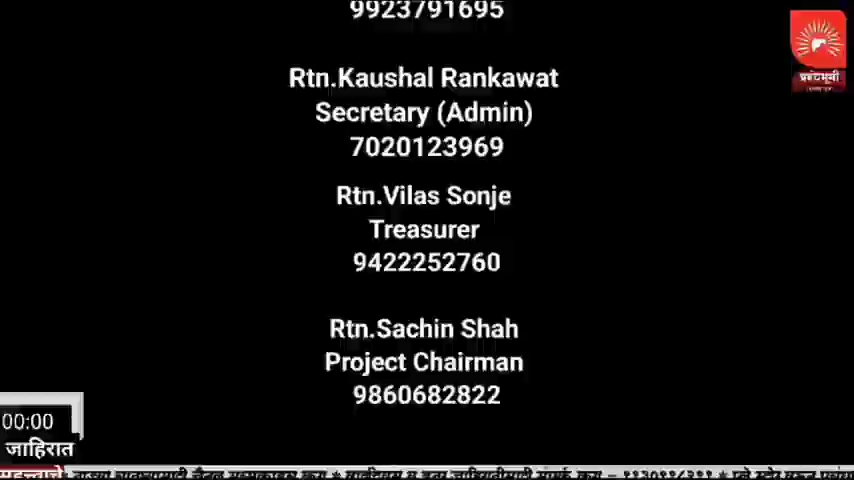 9923791695
Rtn.Kaushal Rankawat
Secretary (Admin)
7020123969
Rtn.Vilas Sonje
Treasurer
9422252760
Rtn.Sachin Shah
Project Chairman
9860682822
00:00
जाहिरात